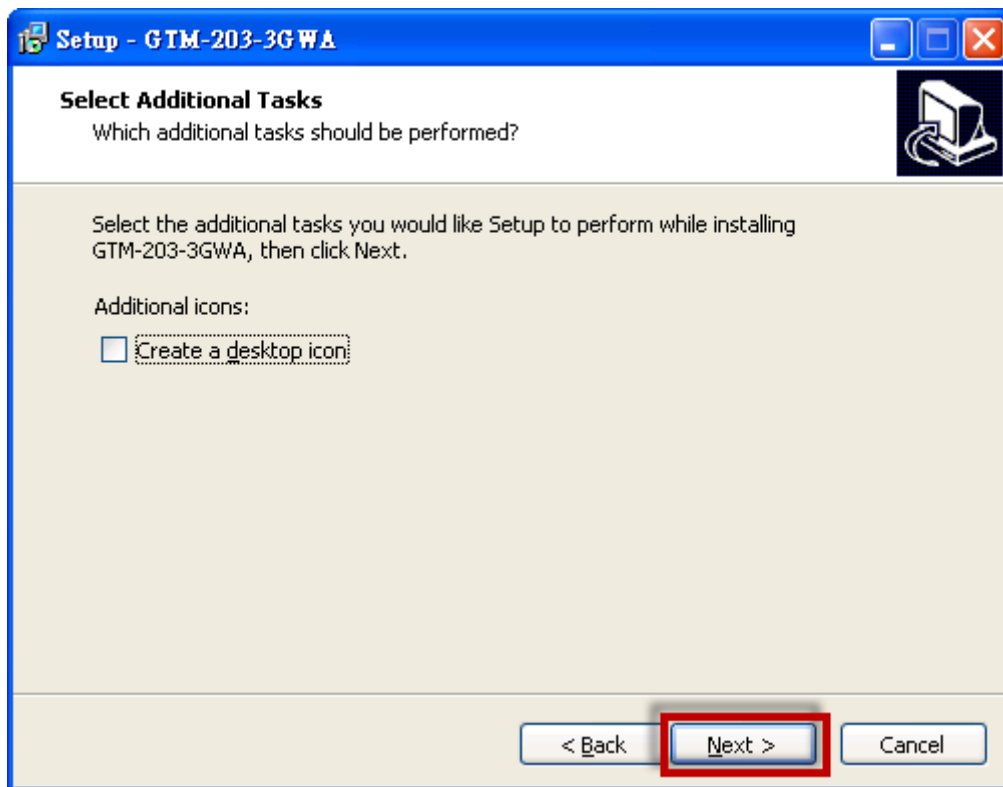 Setup - GTM-203-3GWA
Select Additional Tasks
Which additional tasks should be performed?
Select the additional tasks you would like Setup to perform while installing
GTM-203-3GWA, then click Next.
Additional icons:
Create a desktop icon
< Back Next > Cancel